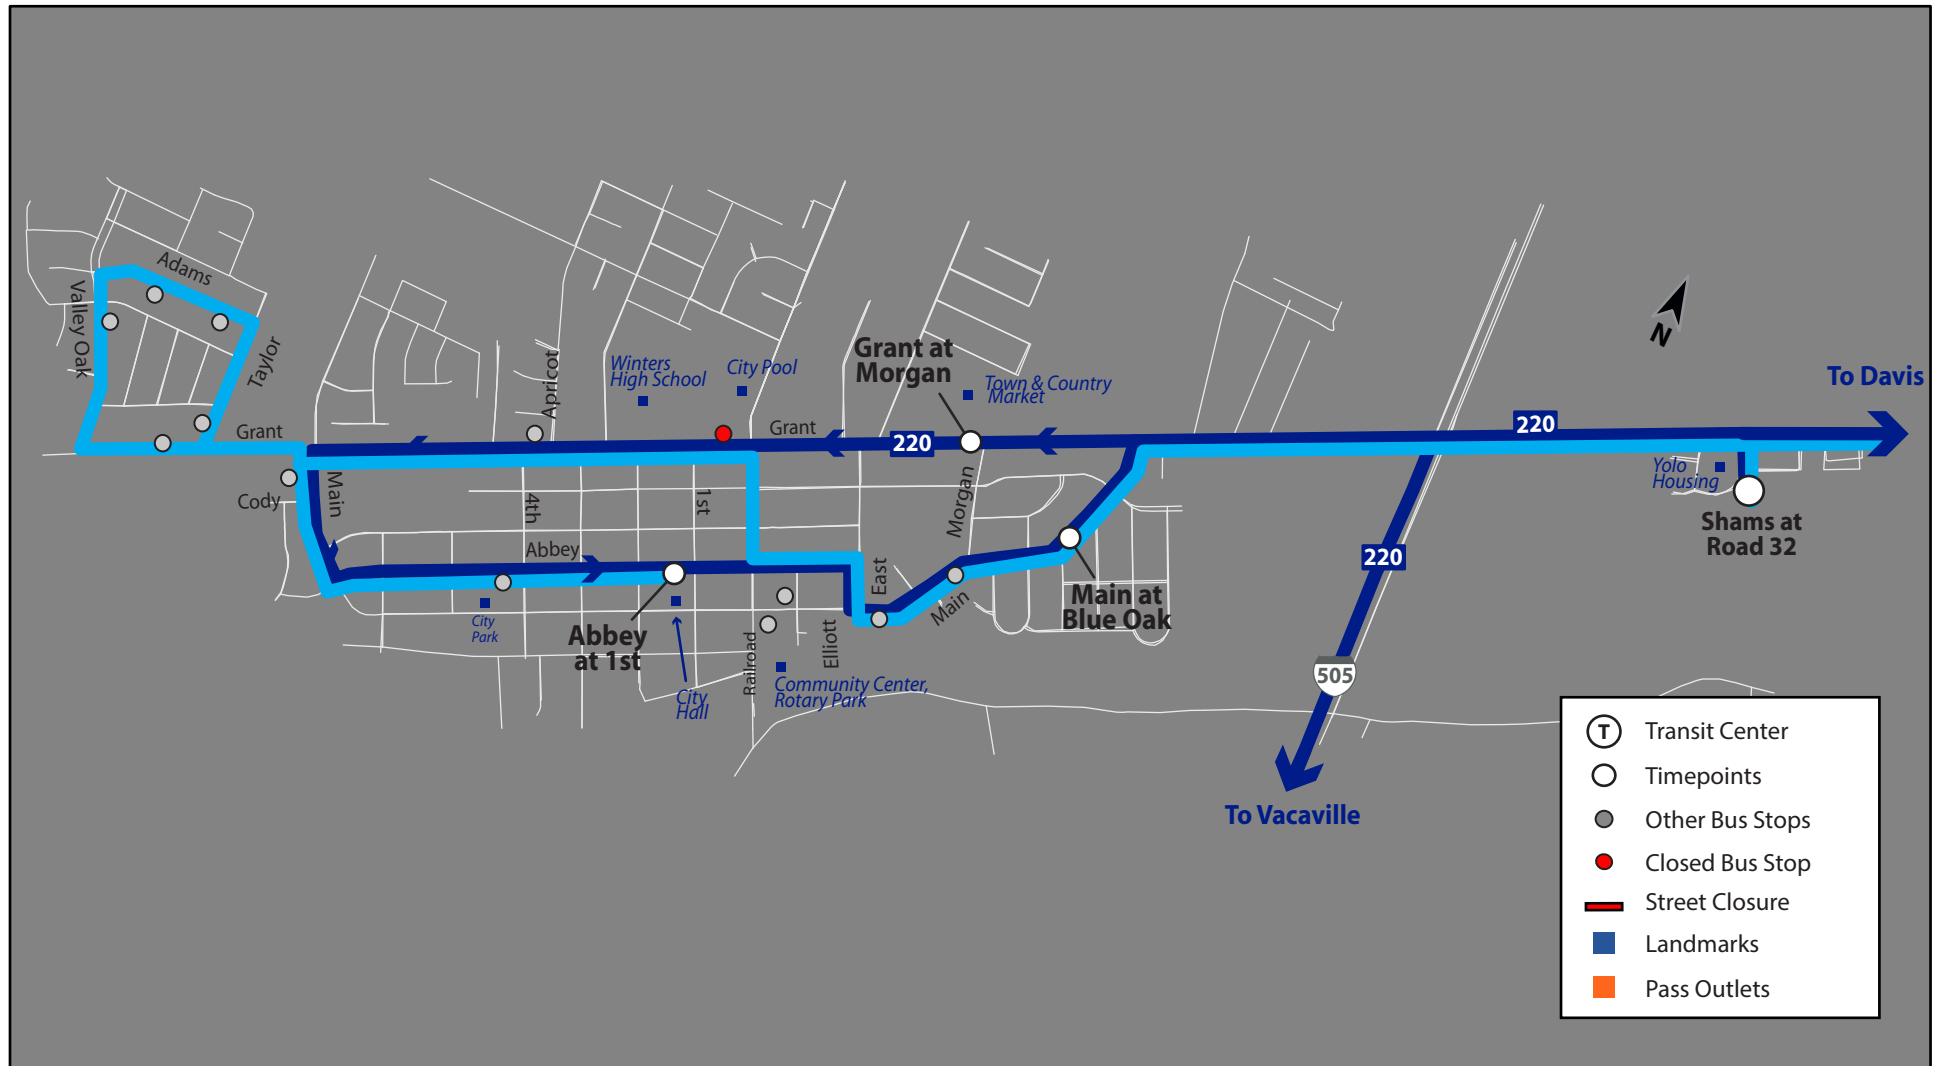 Adams
Valley Oak
Taylor
Grant
Cody
Main
Apricot
Winters
High School
City Pool
Grant at
Morgan
Town & Country
Market
Grant
220
220
To Davis
N
4th
1st
Morgan
Abbey
City
Park
Abbey
at 1st
City
Hall
Railroad
Elliott
East
Main
Community Center,
Rotary Park
Main at
Blue Oak
220
505
To Vacaville
Yolo
Housing
Shams at
Road 32
T Transit Center
Timepoints
Other Bus Stops
Closed Bus Stop
Street Closure
Landmarks
Pass Outlets